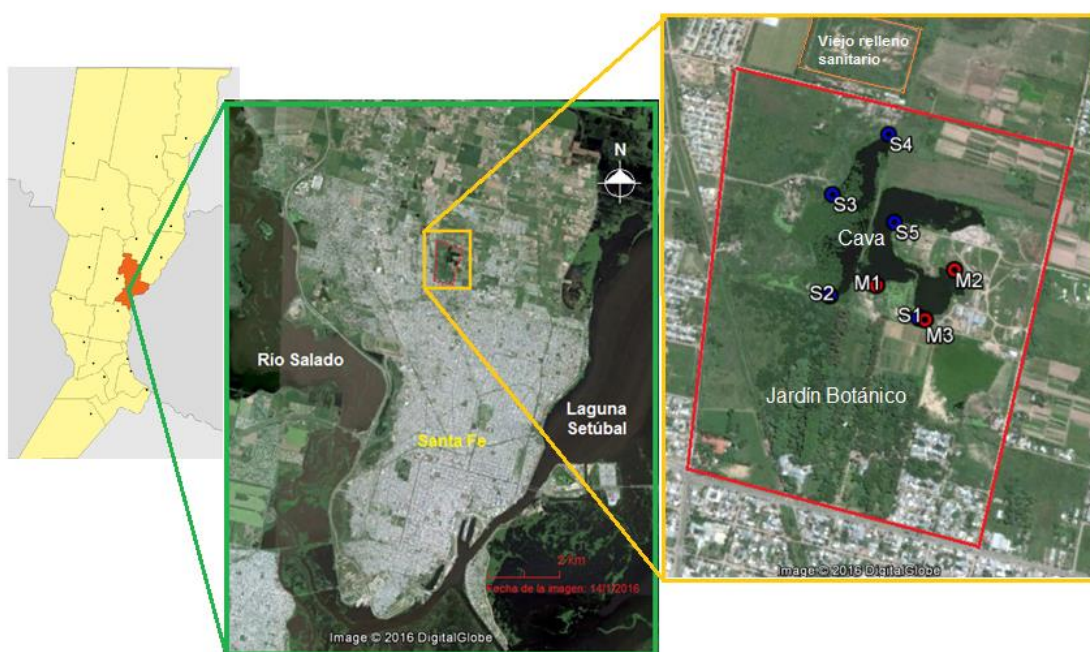 N
Río Salado
Laguna
Setúbal
Santa Fe
2 km
Fecha de la imagen: 14/1/2016
Image © 2016 DigitalGlobe
Viejo relleno
sanitario
S4
S3
S5
Cava
M2
S2
M1
S1
M3
Jardín Botánico
Image © 2016 DigitalGlobe